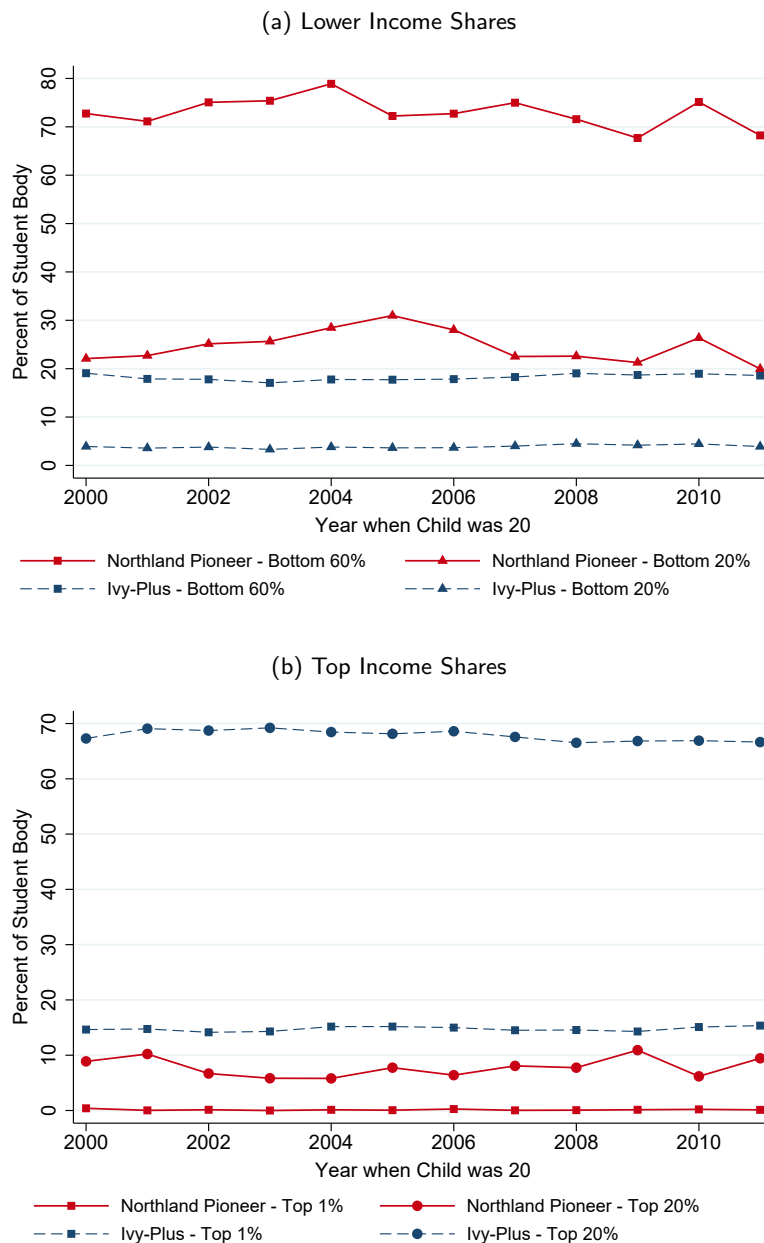 (a) Lower Income Shares
80
70
60
50
40
30
20
10
0
Percent of Student Body
2000 2002 2004 2006 2008 2010
Year when Child was 20
Northland Pioneer - Bottom 60% Northland Pioneer - Bottom 20%
Ivy-Plus - Bottom 60% Ivy-Plus - Bottom 20%
(b) Top Income Shares
70
60
50
40
30
20
10
0
Percent of Student Body
2000 2002 2004 2006 2008 2010
Year when Child was 20
Northland Pioneer - Top 1% Northland Pioneer - Top 20%
Ivy-Plus - Top 1% Ivy-Plus - Top 20%